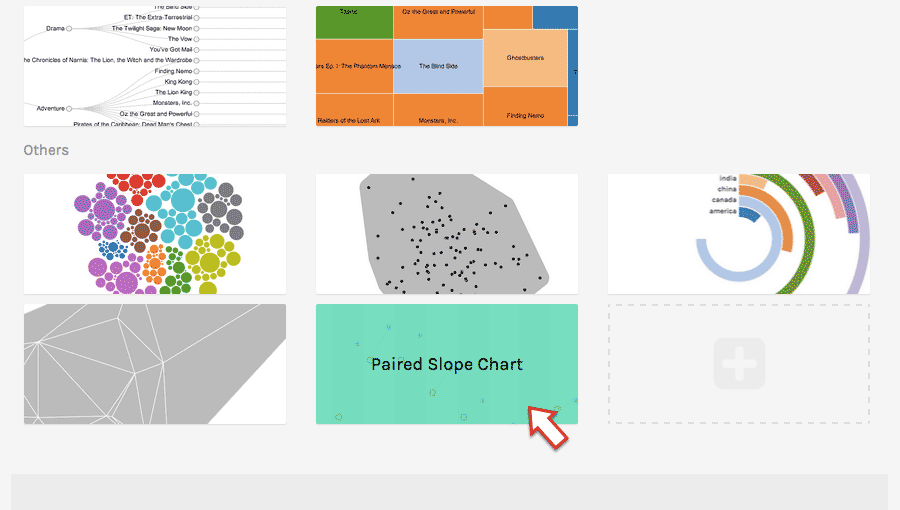 The Blind Side
ET: The Extra-Terrestrial
Drama
The Twilight Saga: New Moon
The Vow
You've Got Mail
he Chronicles of Narnia: The Lion, the Witch and the Wardrobe
Finding Nemo
King Kong
The Lion King
Monsters, Inc.
Adventure
Oz the Great and Powerful
Pirates of the Caribbean: Dead Man's Chest
Titanic
Oz the Great and Powerful
ars Ep. I: The Phantom Menace
The Blind Side
Ghostbusters
T
Raiders of the Lost Ark
Monsters, Inc.
Finding Nemo
Others
india
china
canada
america
Paired Slope Chart